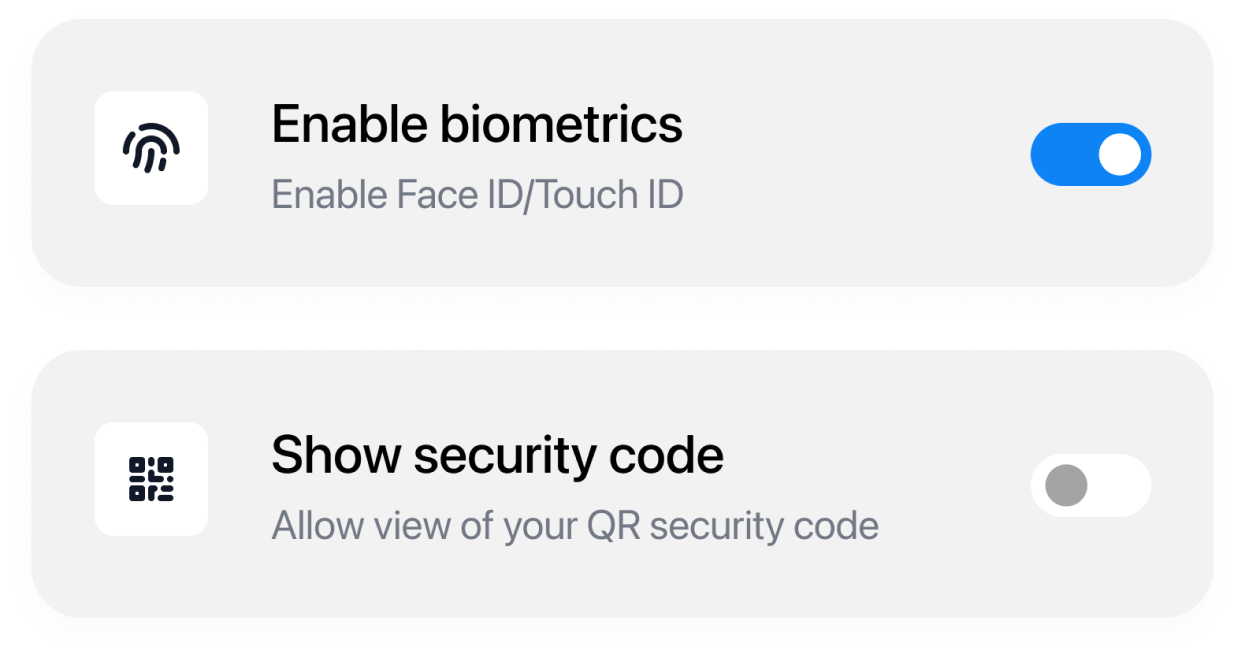 Enable biometrics
Enable Face ID/Touch ID
Show security code
Allow view of your QR security code